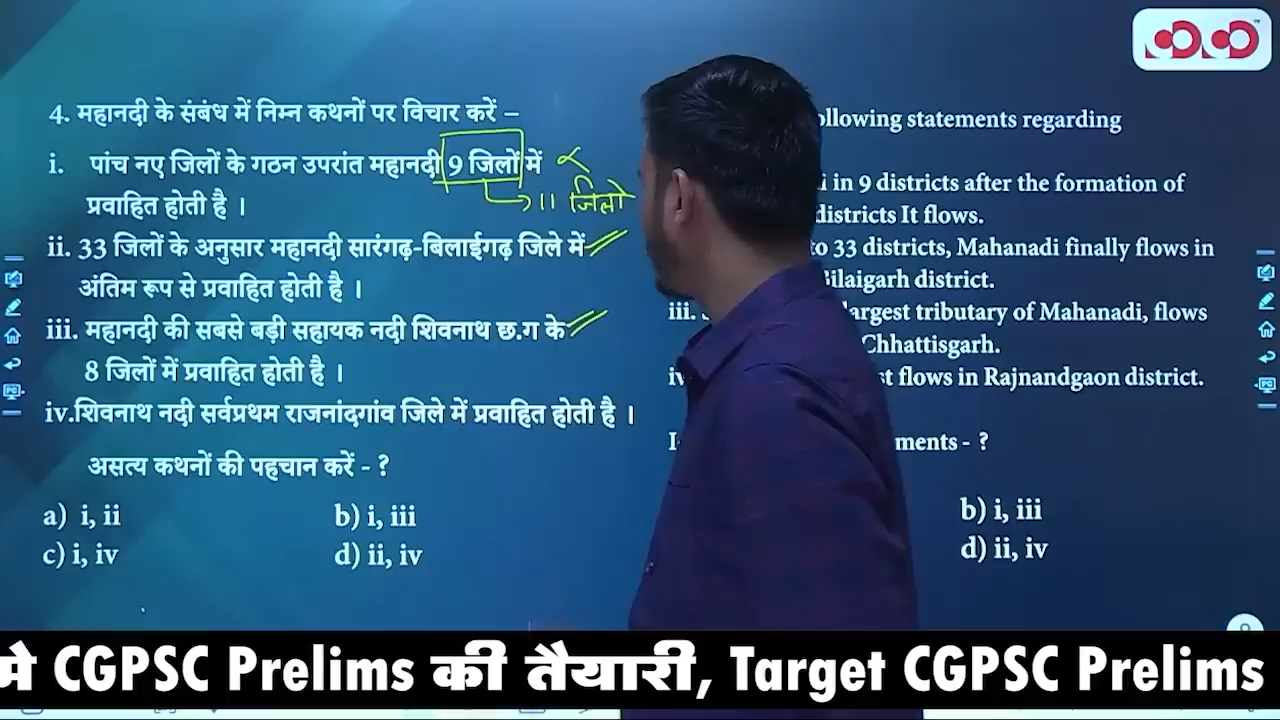 4. महानदी के संबंध में निम्न कथनों पर विचार करें –
i. पांच नए जिलों के गठन उपरांत महानदी 9 जिलों में
11 जिलो
प्रवाहित होती है ।
ii. 33 जिलों के अनुसार महानदी सारंगढ़-बिलाईगढ़ जिले में
अंतिम रूप से प्रवाहित होती है ।
iii. महानदी की सबसे बड़ी सहायक नदी शिवनाथ छ.ग के
8 जिलों में प्रवाहित होती है ।
iv.शिवनाथ नदी सर्वप्रथम राजनांदगांव जिले में प्रवाहित होती है ।
असत्य कथनों की पहचान करें - ?
a) i, ii b) i, iii
c) i, iv d) ii, iv
ollowing statements regarding
in 9 districts after the formation of
districts It flows.
to 33 districts, Mahanadi finally flows in
Bilaigarh district.
iii. largest tributary of Mahanadi, flows
Chhattisgarh.
flows in Rajnandgaon district.
ments - ?
b) i, iii
d) ii, iv
मे CGPSC Prelims की तैयारी, Target CGPSC Prelims